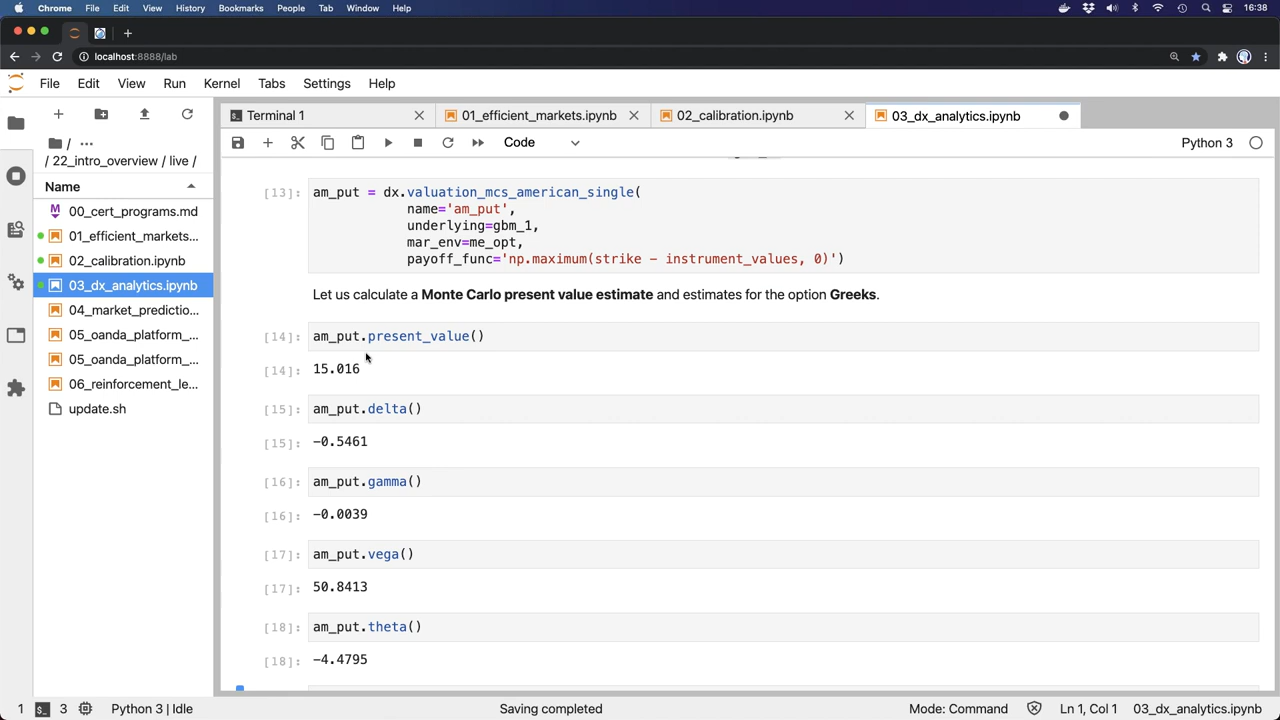 Chrome File Edit View History Bookmarks People Tab Window Help 16:38
localhost:8888/lab
File Edit View Run Kernel Tabs Settings Help
Terminal 1 01_efficient_markets.ipynb 02_calibration.ipynb 03_dx_analytics.ipynb
/ ...
/ 22_intro_overview / live /
Code Python 3
Name
00_cert_programs.md
01_efficient_markets...
02_calibration.ipynb
03_dx_analytics.ipynb
04_market_predictio...
05_oanda_platform_...
05_oanda_platform_...
06_reinforcement_le...
update.sh
[13]: am_put = dx.valuation_mcs_american_single(
name='am_put',
underlying=gbm_1,
mar_env=me_opt,
payoff_func='np.maximum(strike - instrument_values, 0)')
Let us calculate a Monte Carlo present value estimate and estimates for the option Greeks.
[14]: am_put.present_value()
[14]: 15.016
[15]: am_put.delta()
[15]: -0.5461
[16]: am_put.gamma()
[16]: -0.0039
[17]: am_put.vega()
[17]: 50.8413
[18]: am_put.theta()
[18]: -4.4795
1 3 Python 3 | Idle Saving completed Mode: Command Ln 1, Col 1 03_dx_analytics.ipynb